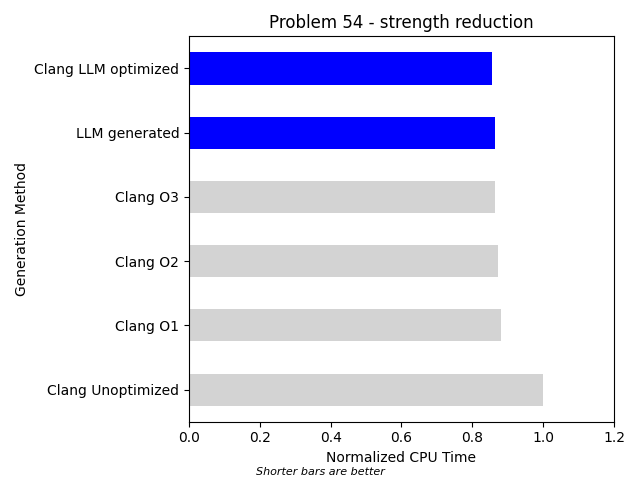 Problem 54 - strength reduction
Clang LLM optimized
LLM generated
Clang O3
Clang O2
Clang O1
Clang Unoptimized
Generation Method
0.0 0.2 0.4 0.6 0.8 1.0 1.2
Normalized CPU Time
Shorter bars are better